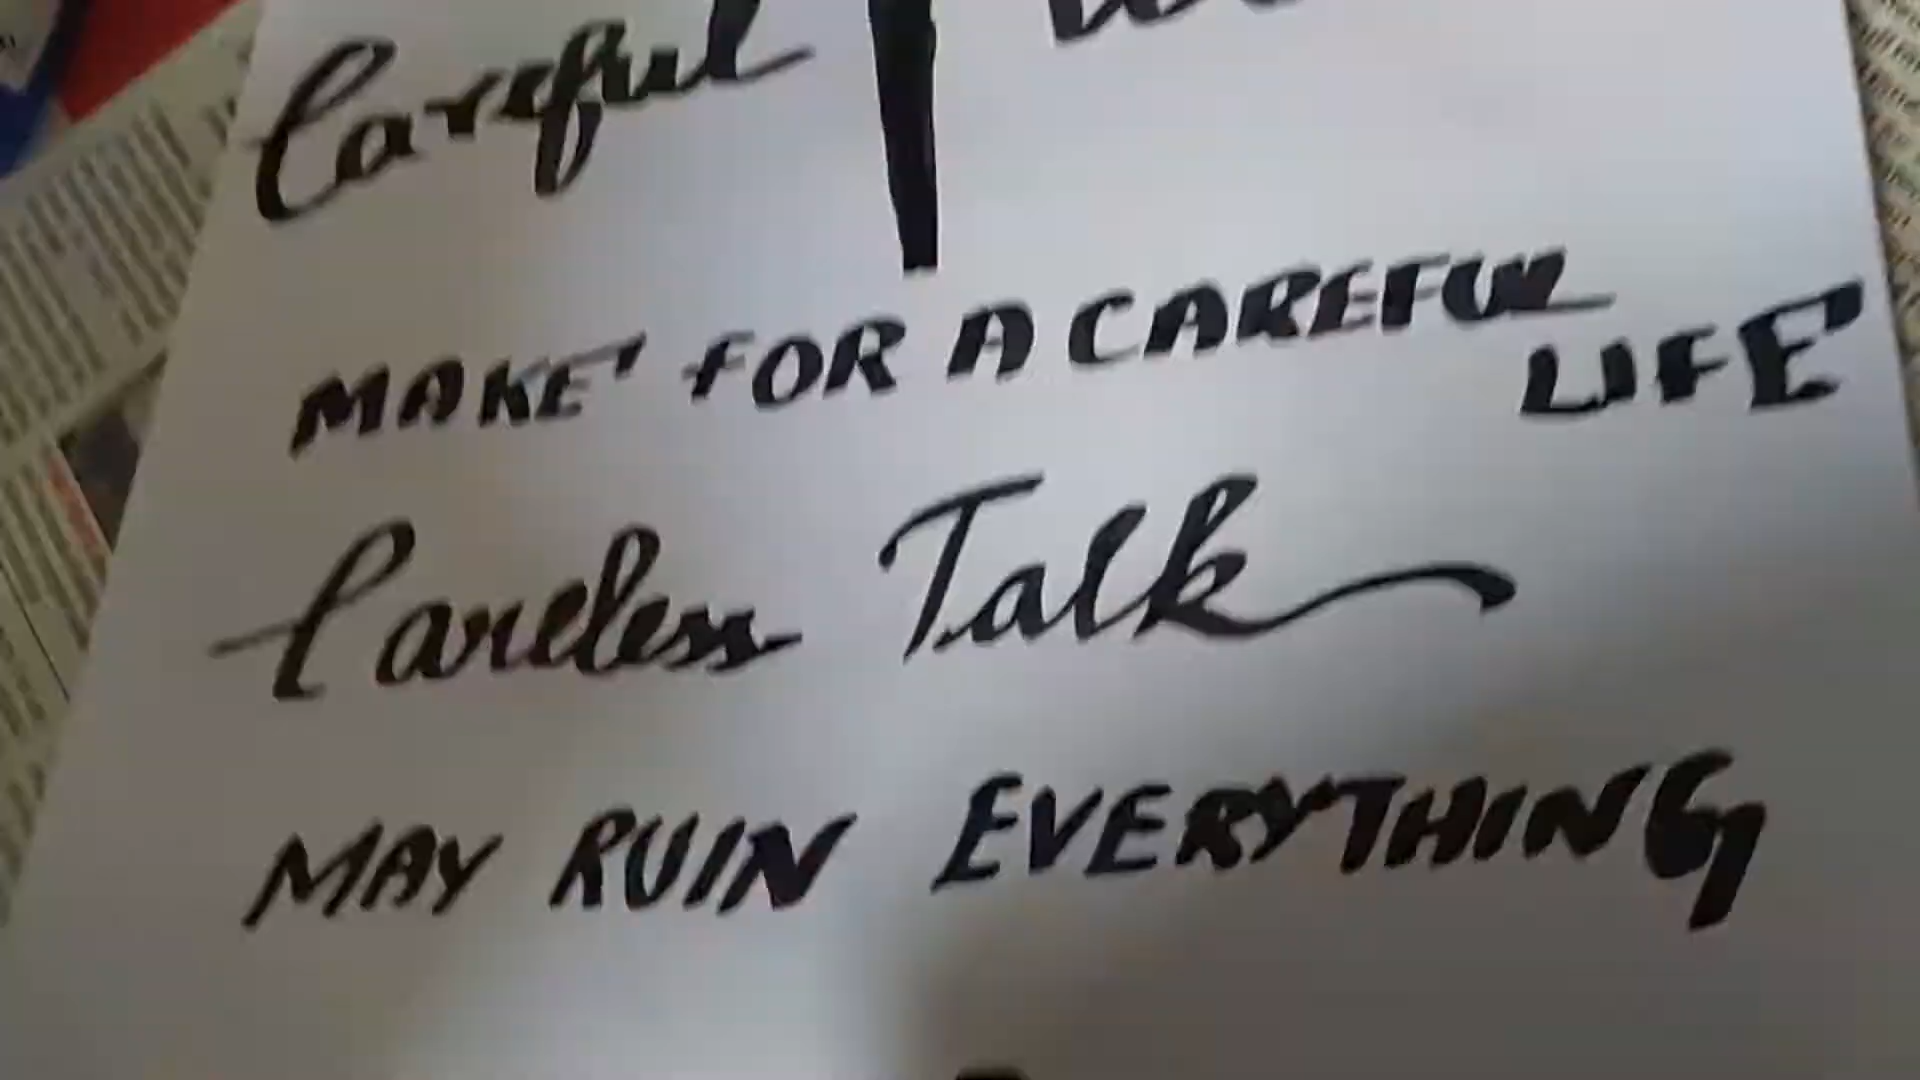 Careful
MAKE FOR A CAREFUL
LIFE
Careless Talk
MAY RUIN EVERYTHING